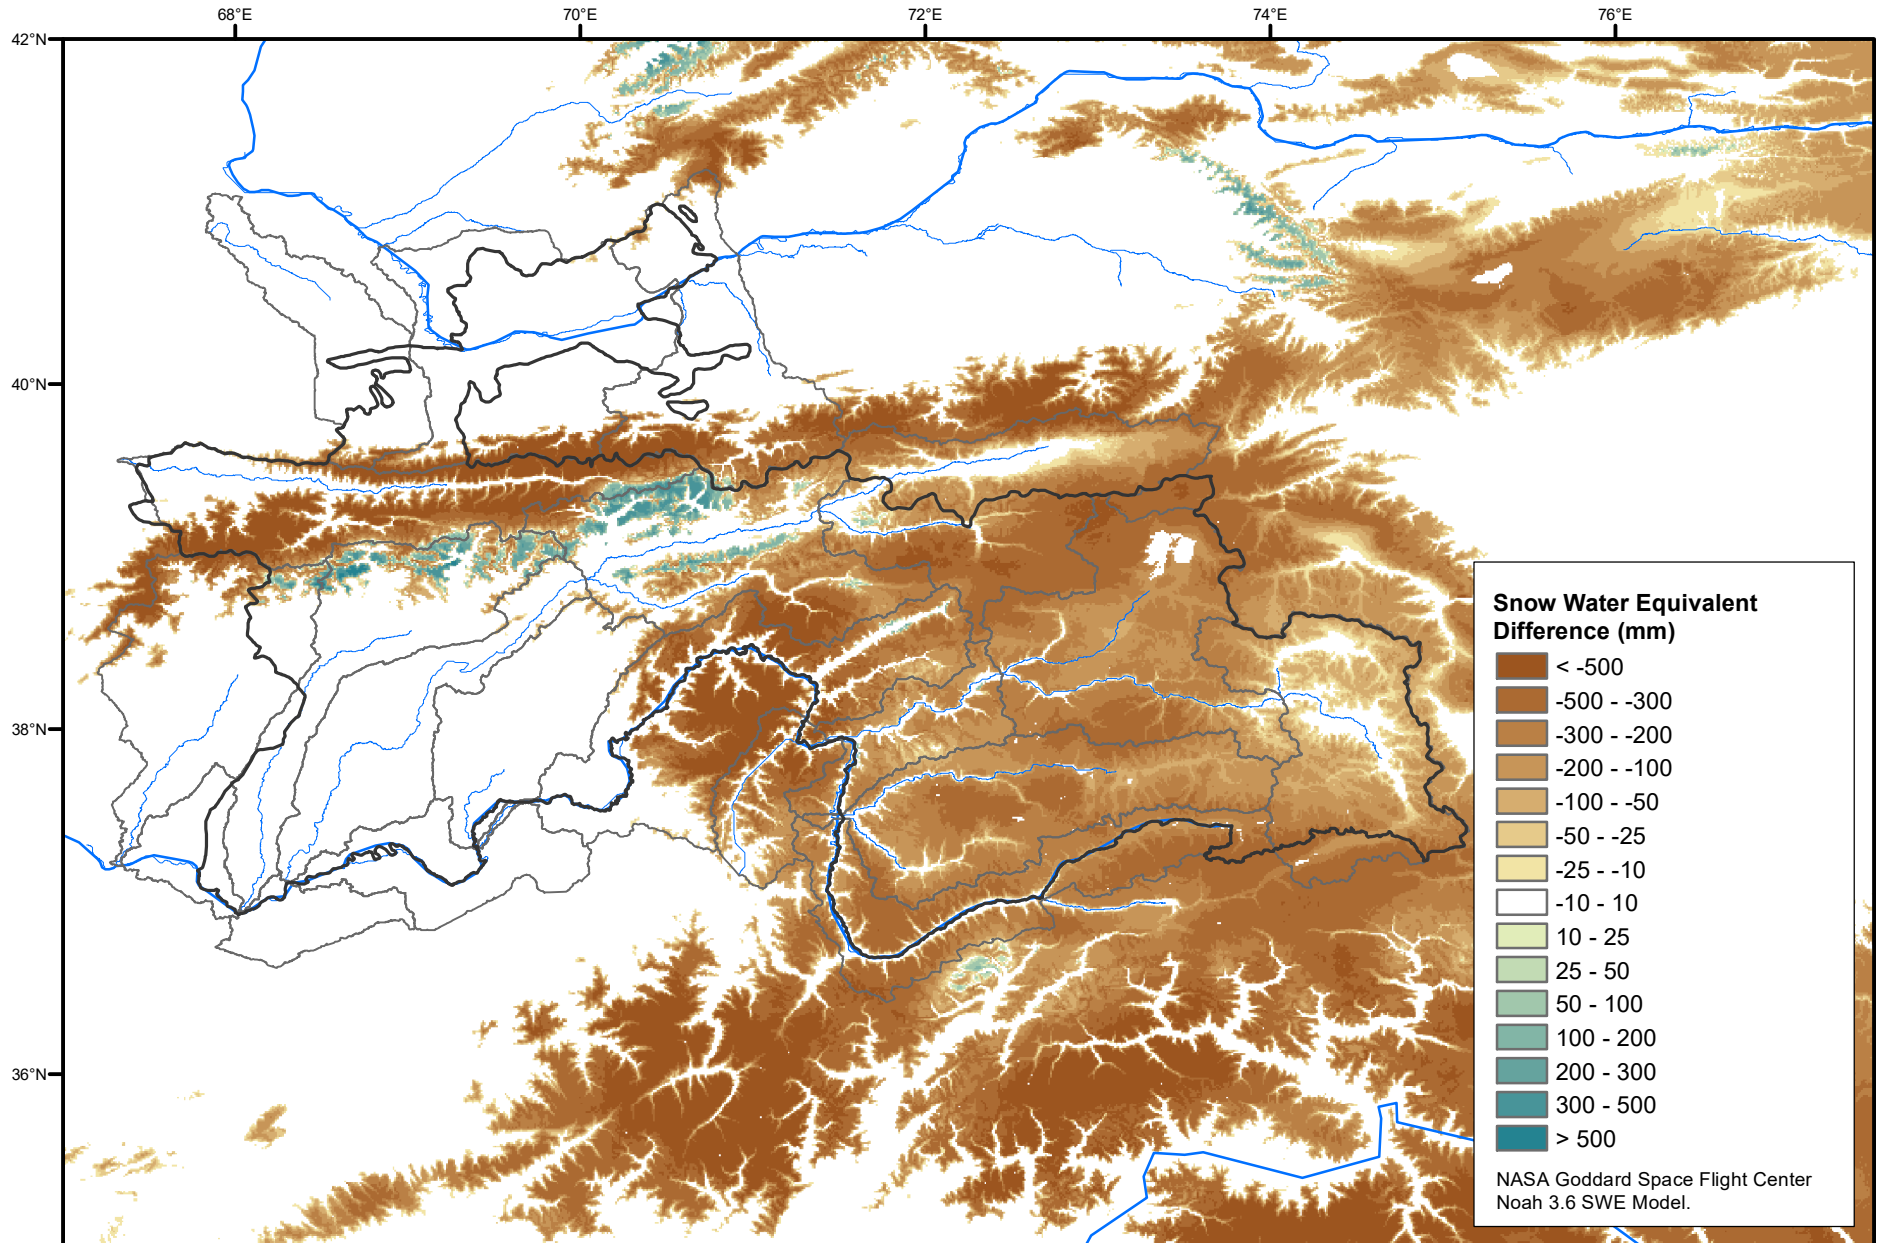 68°E 70°E 72°E 74°E 76°E
42°N
40°N
38°N
36°N
Snow Water Equivalent
Difference (mm)
< -500
-500 - -300
-300 - -200
-200 - -100
-100 - -50
-50 - -25
-25 - -10
-10 - 10
10 - 25
25 - 50
50 - 100
100 - 200
200 - 300
300 - 500
> 500
NASA Goddard Space Flight Center
Noah 3.6 SWE Model.